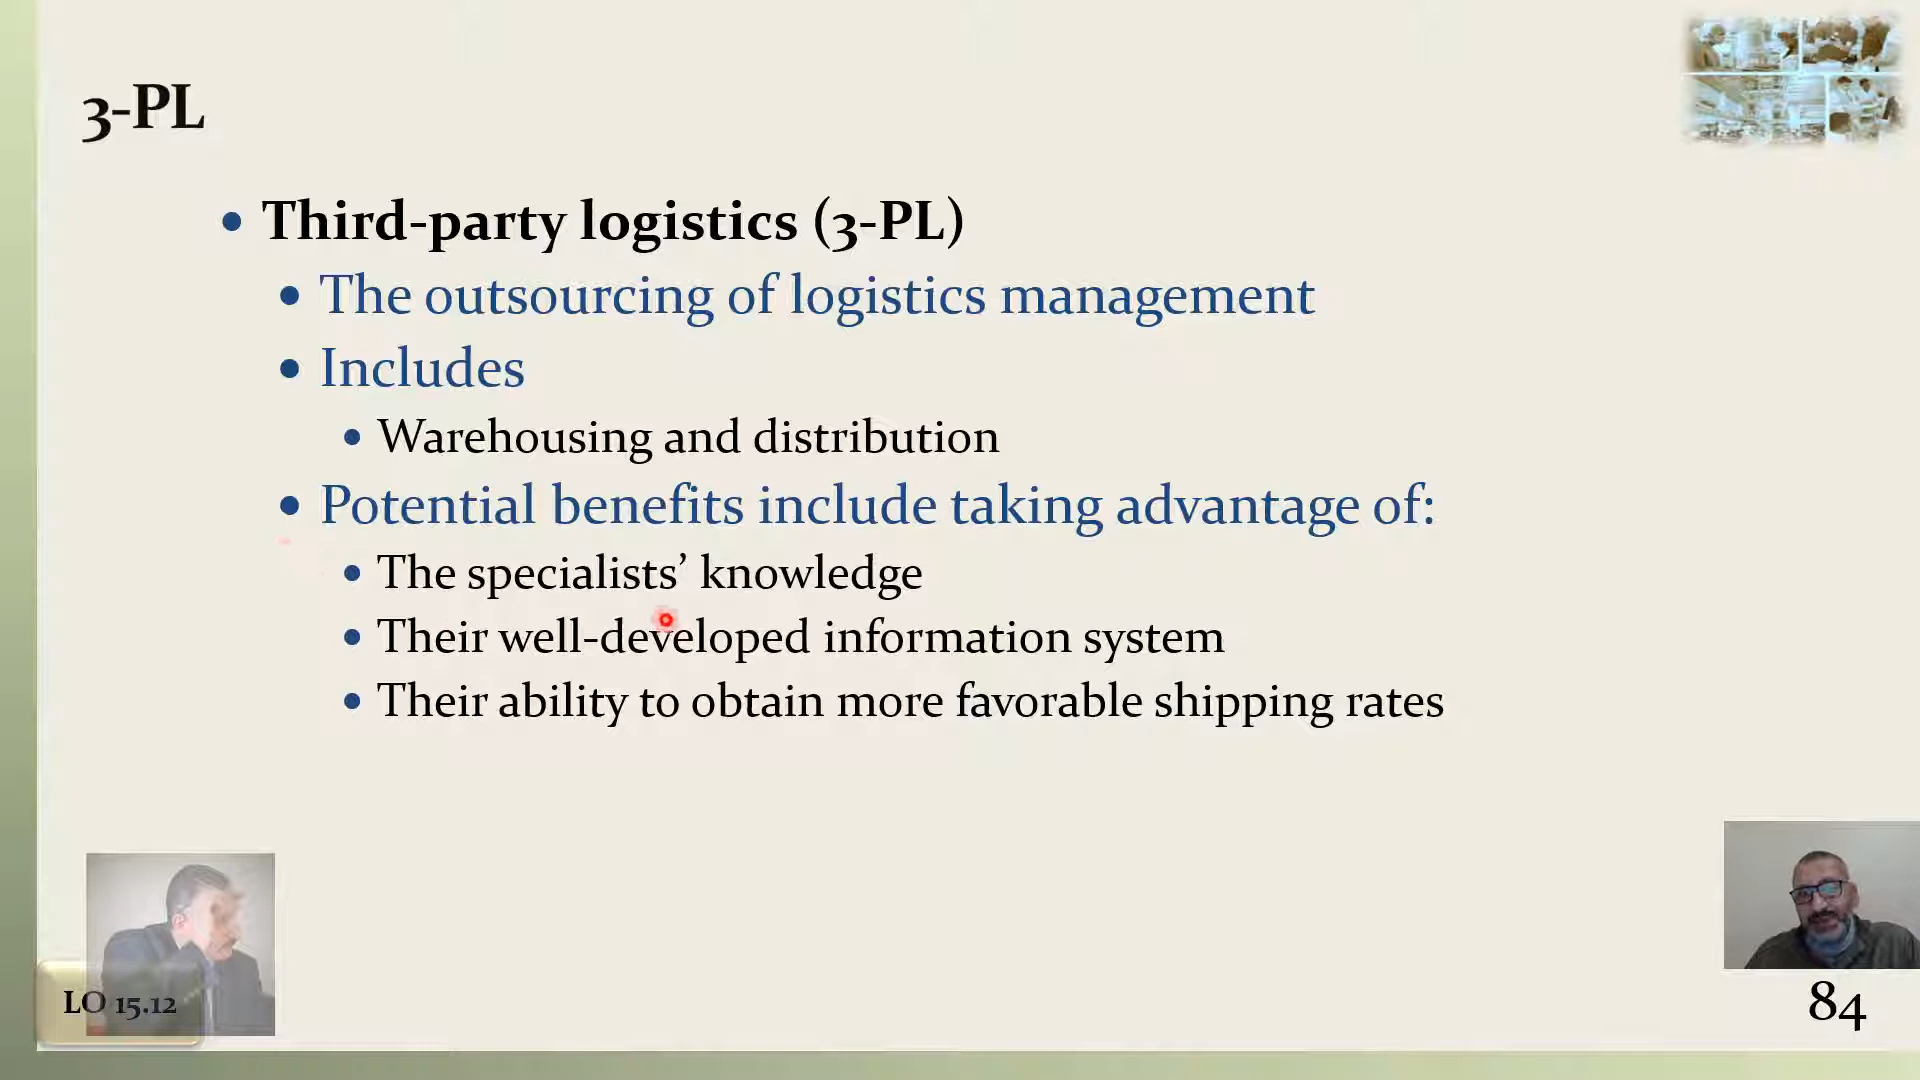 3-PL
• Third-party logistics (3-PL)
• The outsourcing of logistics management
• Includes
• Warehousing and distribution
• Potential benefits include taking advantage of:
• The specialists’ knowledge
• Their well-developed information system
• Their ability to obtain more favorable shipping rates
LO 15.12
84